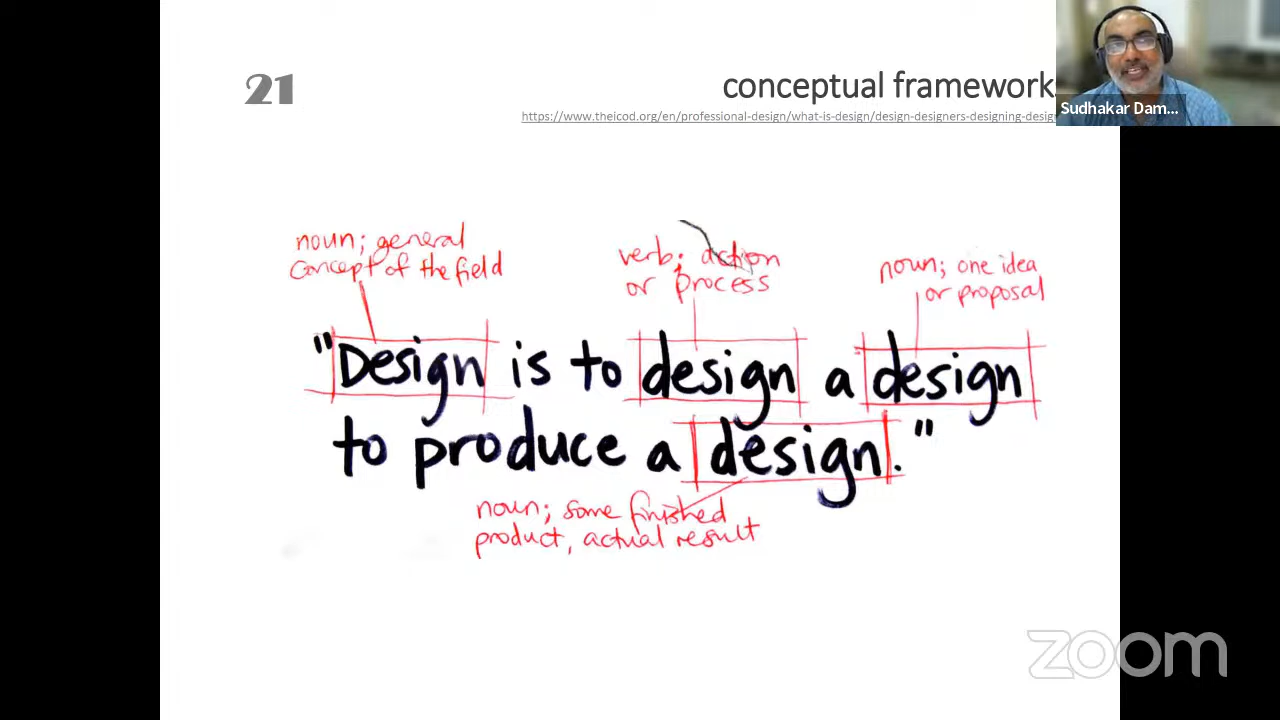 21
conceptual framework
https://www.theicod.org/en/professional-design/what-is-design/design-designers-designing-desig
Sudhakar Dam...
noun; general
concept of the field
verb; action
or process
noun; one idea
or proposal
"Design is to design a design
to produce a design."
noun; some finished
product, actual result
zoom